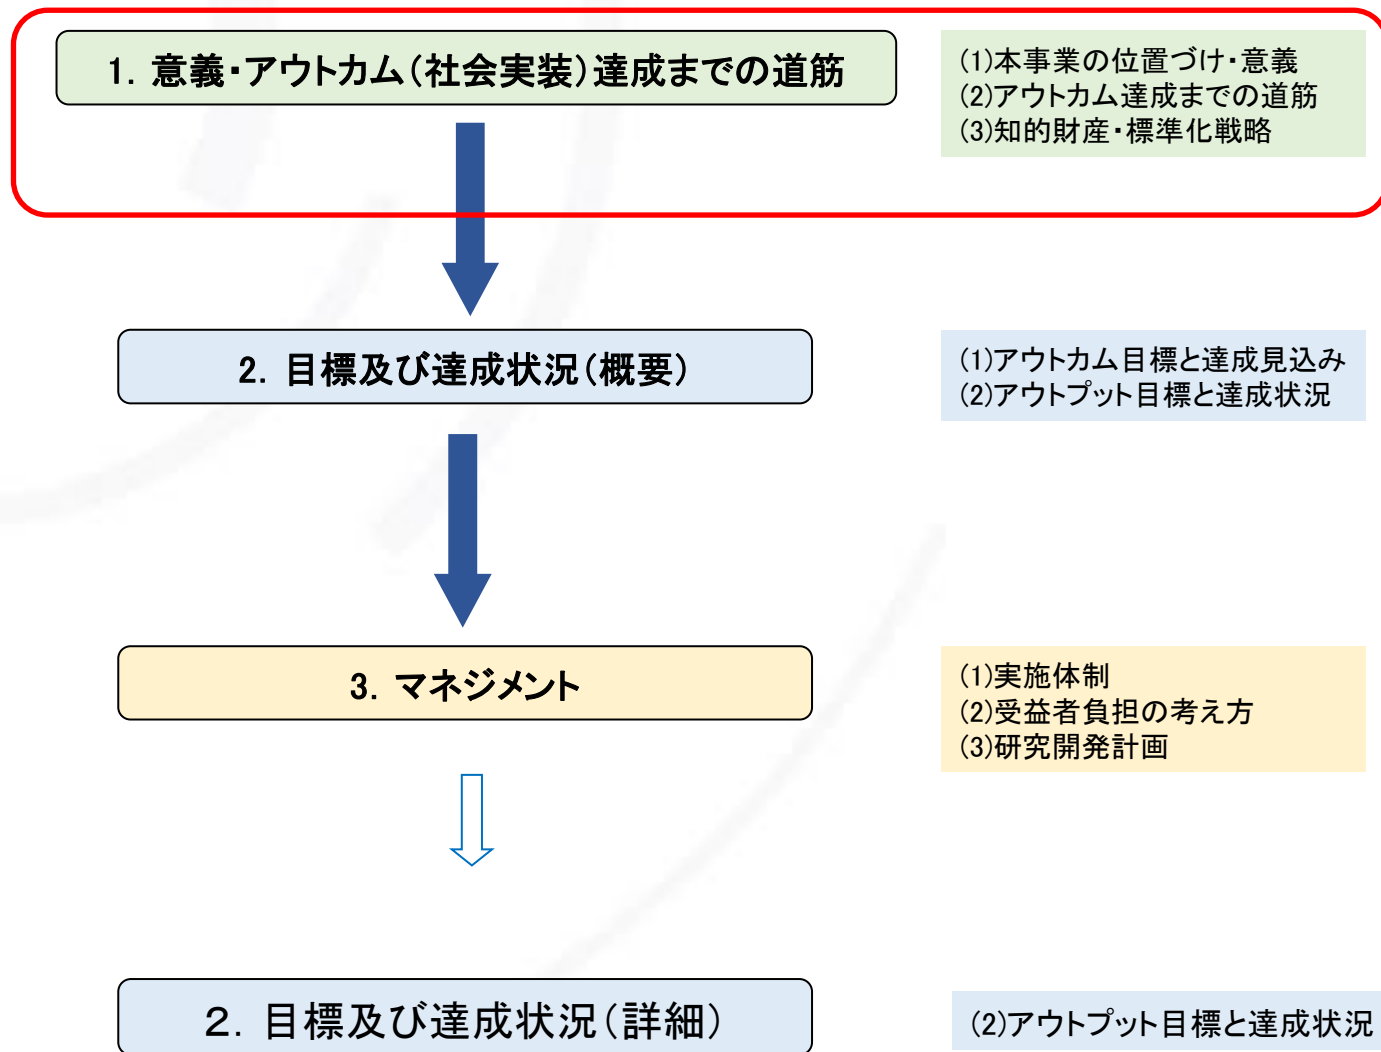 1. 意義・アウトカム（社会実装）達成までの道筋
(1)本事業の位置づけ・意義
(2)アウトカム達成までの道筋
(3)知的財産・標準化戦略
2. 目標及び達成状況（概要）
(1)アウトカム目標と達成見込み
(2)アウトプット目標と達成状況
3. マネジメント
(1)実施体制
(2)受益者負担の考え方
(3)研究開発計画
２. 目標及び達成状況（詳細）
(2)アウトプット目標と達成状況